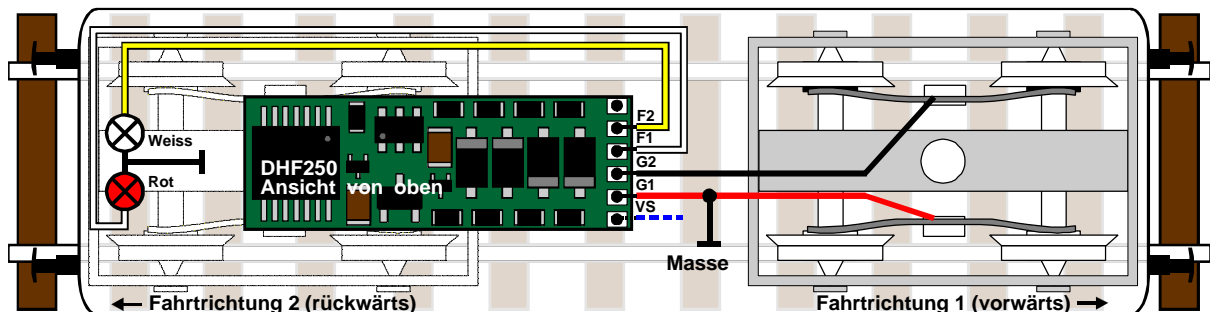 F2
Weiss
F1
DHF250
G2
Ansicht von oben
Rot
G1
VS
Masse
Fahrtrichtung 2 (rückwärts)
Fahrtrichtung 1 (vorwärts)